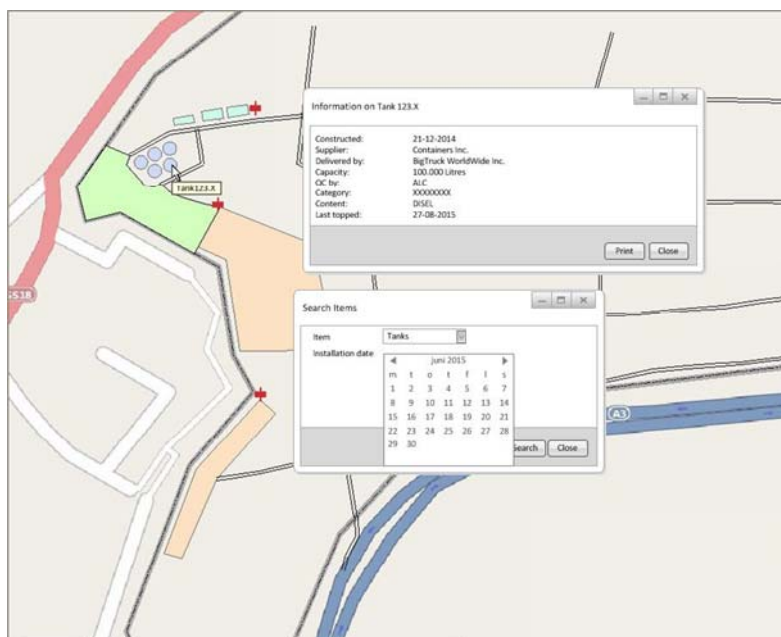 Information on Tank 123.X
Constructed: 21-12-2014
Supplier: Containers Inc.
Delivered by: BigTruck WorldWide Inc.
Capacity: 100.000 Litres
QC by: ALC
Category: XXXXXXXX
Content: DISEL
Last topped: 27-08-2015
Print Close
Tank123.X
Search Items
Item Tanks
Installation date
juni 2015
m t o t f l s
1 2 3 4 5 6 7
8 9 10 11 12 13 14
15 16 17 18 19 20 21
22 23 24 25 26 27 28
29 30
Search Close
A3